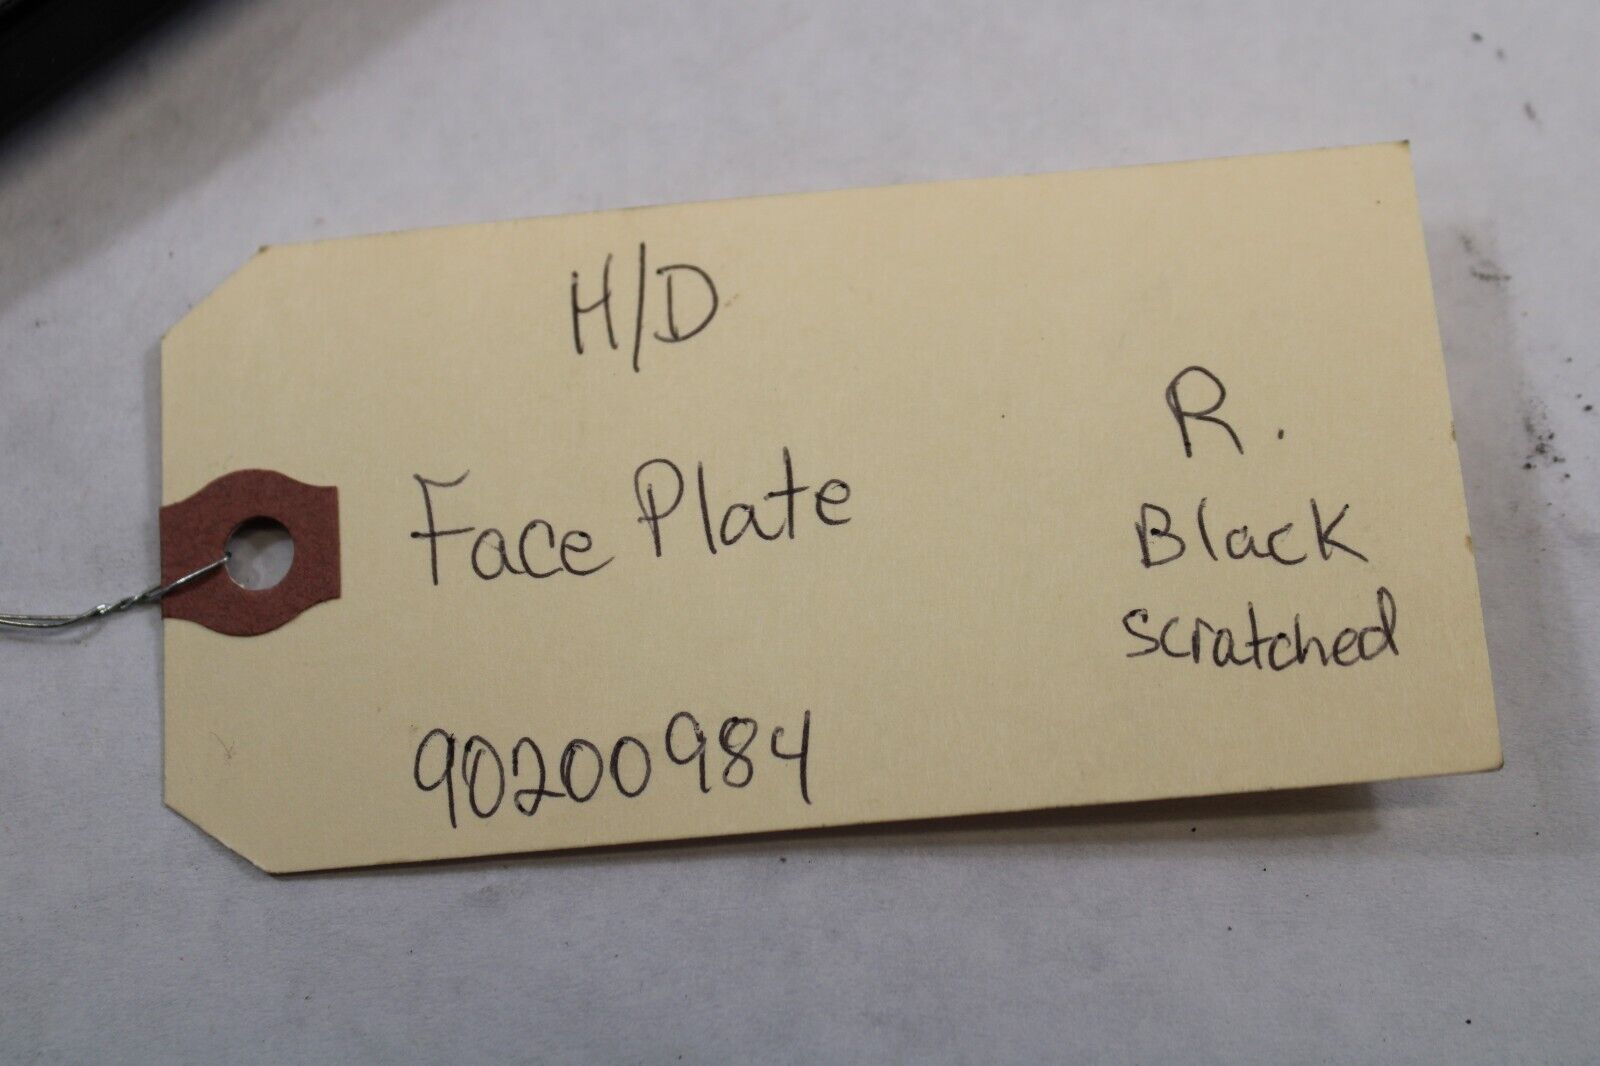 H/D
Face Plate
90200984
R.
Black
scratched